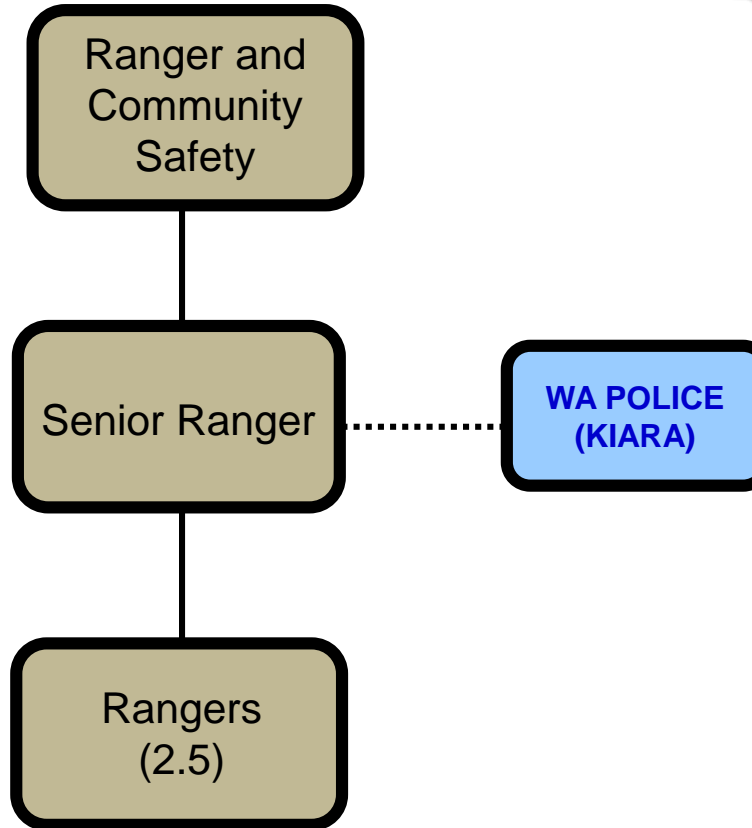 Ranger and
Community
Safety
Senior Ranger
WA POLICE
(KIARA)
Rangers
(2.5)